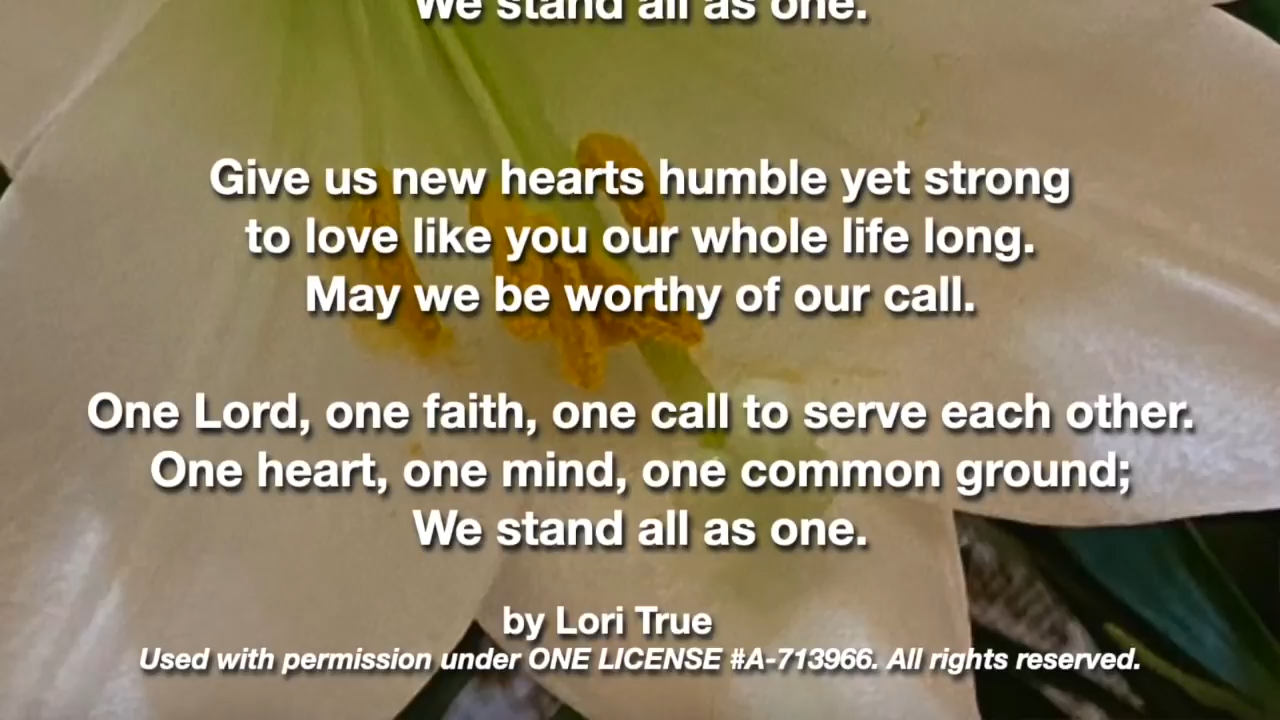 We stand all as one.
Give us new hearts humble yet strong
to love like you our whole life long.
May we be worthy of our call.
One Lord, one faith, one call to serve each other.
One heart, one mind, one common ground;
We stand all as one.
by Lori True
Used with permission under ONE LICENSE #A-713966. All rights reserved.